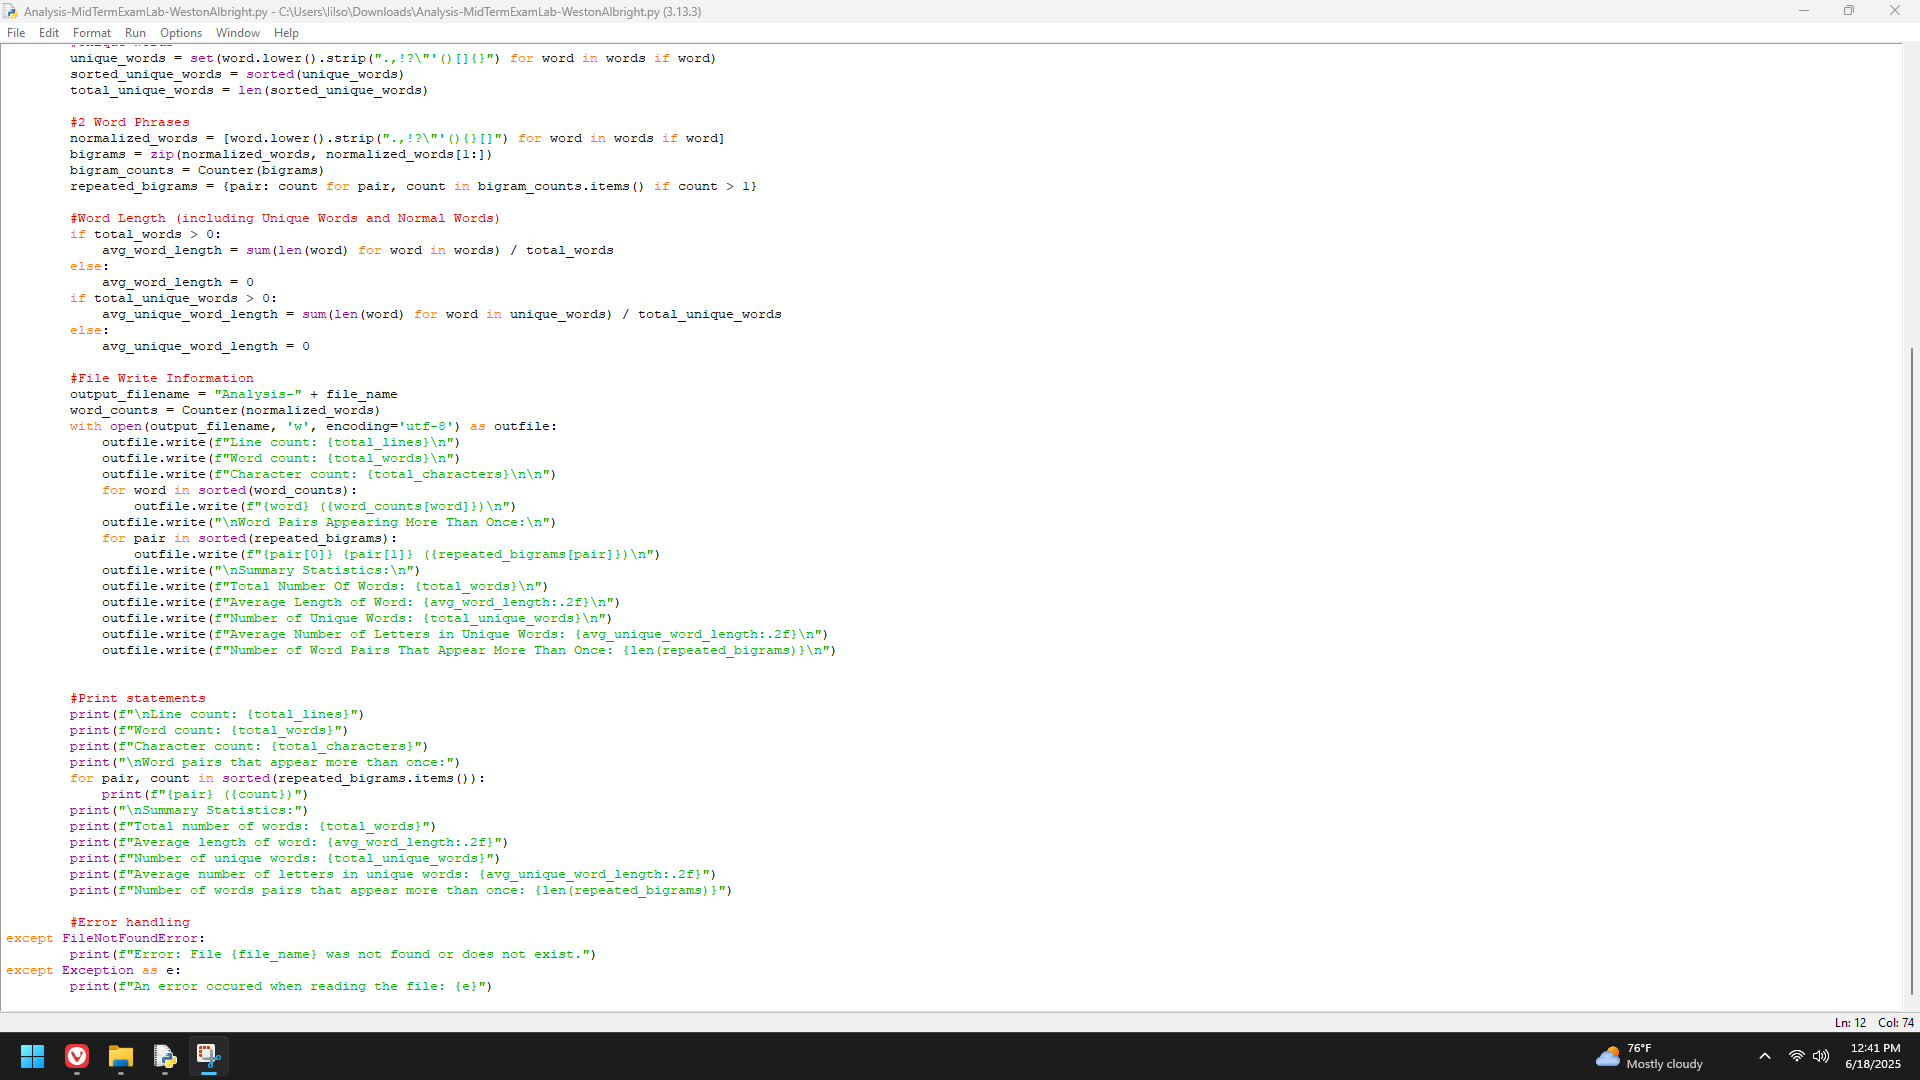 Analysis-MidTermExamLab-WestonAlbright.py - C:\Users\lilso\Downloads\Analysis-MidTermExamLab-WestonAlbright.py (3.13.3)
File Edit Format Run Options Window Help
unique_words = set(word.lower().strip(".,!?\"'()[]{}") for word in words if word)
sorted_unique_words = sorted(unique_words)
total_unique_words = len(sorted_unique_words)
#2 Word Phrases
normalized_words = [word.lower().strip(".,!?\"'(){}[]") for word in words if word]
bigrams = zip(normalized_words, normalized_words[1:])
bigram_counts = Counter(bigrams)
repeated_bigrams = {pair: count for pair, count in bigram_counts.items() if count > 1}
#Word Length (including Unique Words and Normal Words)
if total_words > 0:
avg_word_length = sum(len(word) for word in words) / total_words
else:
avg_word_length = 0
if total_unique_words > 0:
avg_unique_word_length = sum(len(word) for word in unique_words) / total_unique_words
else:
avg_unique_word_length = 0
#File Write Information
output_filename = "Analysis-" + file_name
word_counts = Counter(normalized_words)
with open(output_filename, 'w', encoding='utf-8') as outfile:
outfile.write(f"Line count: {total_lines}\n")
outfile.write(f"Word count: {total_words}\n")
outfile.write(f"Character count: {total_characters}\n\n")
for word in sorted(word_counts):
outfile.write(f"{word} ({word_counts[word]})\n")
outfile.write("\nWord Pairs Appearing More Than Once:\n")
for pair in sorted(repeated_bigrams):
outfile.write(f"{pair[0]} {pair[1]} ({repeated_bigrams[pair]})\n")
outfile.write("\nSummary Statistics:\n")
outfile.write(f"Total Number Of Words: {total_words}\n")
outfile.write(f"Average Length of Word: {avg_word_length:.2f}\n")
outfile.write(f"Number of Unique Words: {total_unique_words}\n")
outfile.write(f"Average Number of Letters in Unique Words: {avg_unique_word_length:.2f}\n")
outfile.write(f"Number of Word Pairs That Appear More Than Once: {len(repeated_bigrams)}\n")
#Print statements
print(f"\nLine count: {total_lines}")
print(f"Word count: {total_words}")
print(f"Character count: {total_characters}")
print("\nWord pairs that appear more than once:")
for pair, count in sorted(repeated_bigrams.items()):
print(f"{pair} ({count})")
print("\nSummary Statistics:")
print(f"Total number of words: {total_words}")
print(f"Average length of word: {avg_word_length:.2f}")
print(f"Number of unique words: {total_unique_words}")
print(f"Average number of letters in unique words: {avg_unique_word_length:.2f}")
print(f"Number of words pairs that appear more than once: {len(repeated_bigrams)}")
#Error handling
except FileNotFoundError:
print(f"Error: File {file_name} was not found or does not exist.")
except Exception as e:
print(f"An error occured when reading the file: {e}")
Ln: 12 Col: 74
76°F
Mostly cloudy
12:41 PM
6/18/2025